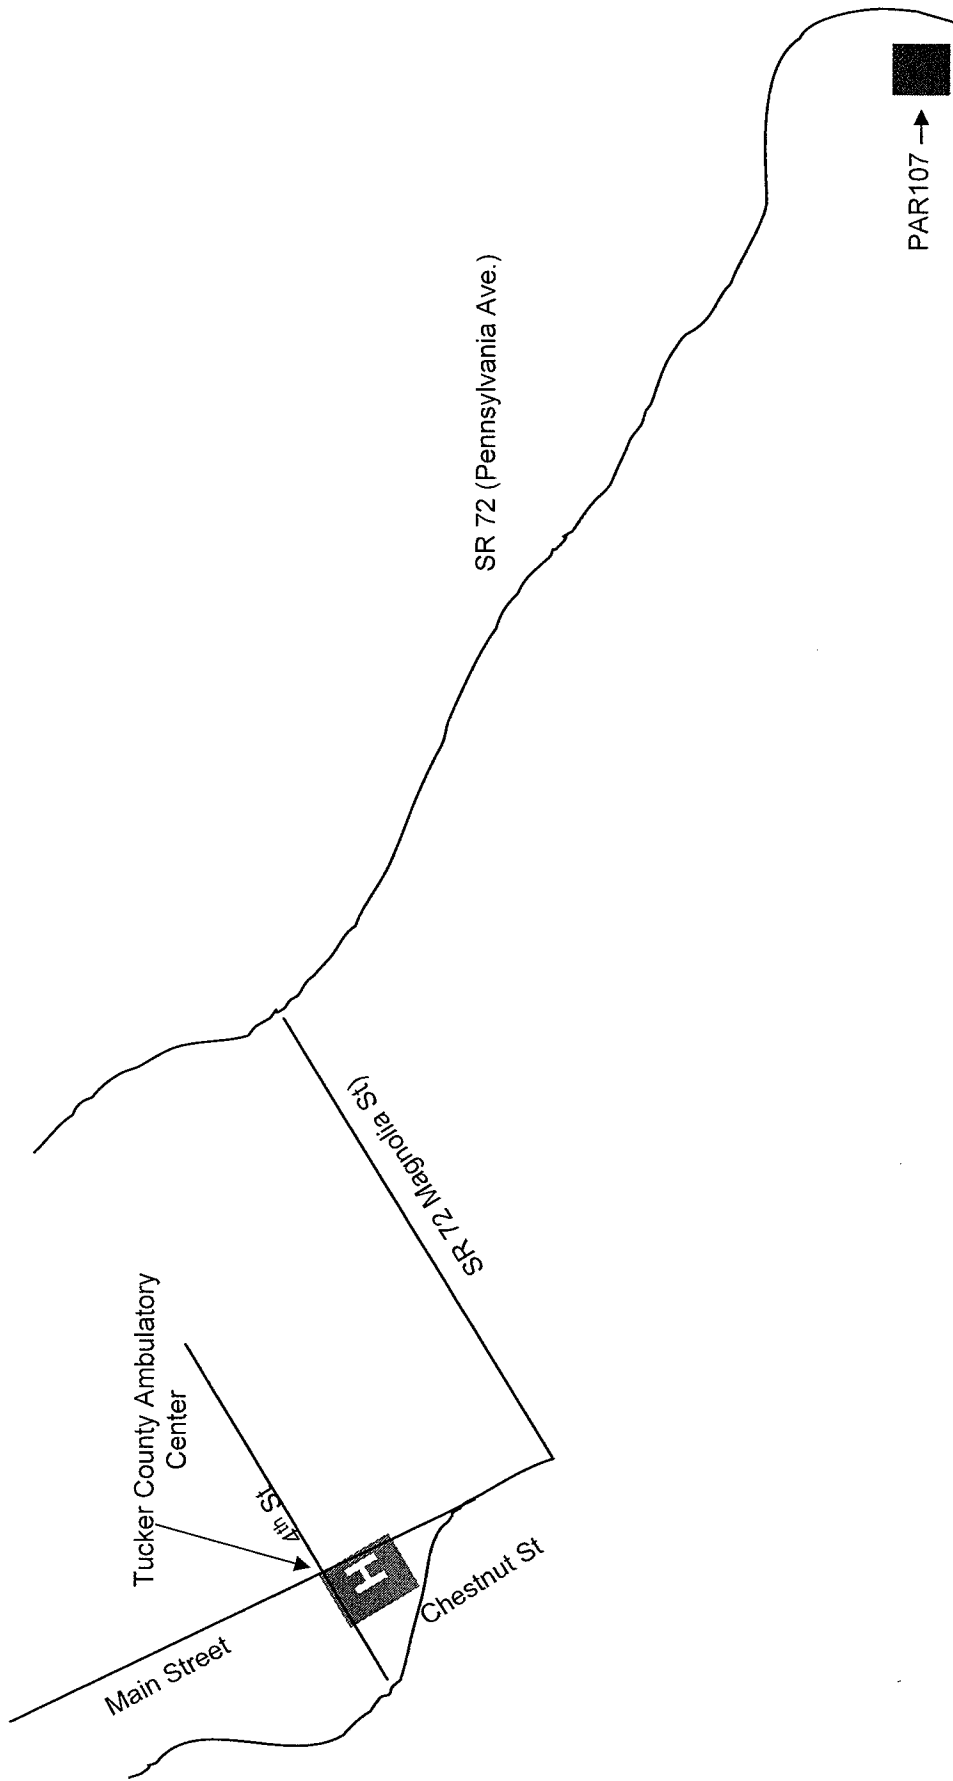 Tucker County Ambulatory
Center
Main Street
4th St
H
Chestnut St
SR 72 Magnolia St)
SR 72 (Pennsylvania Ave.)
PAR107